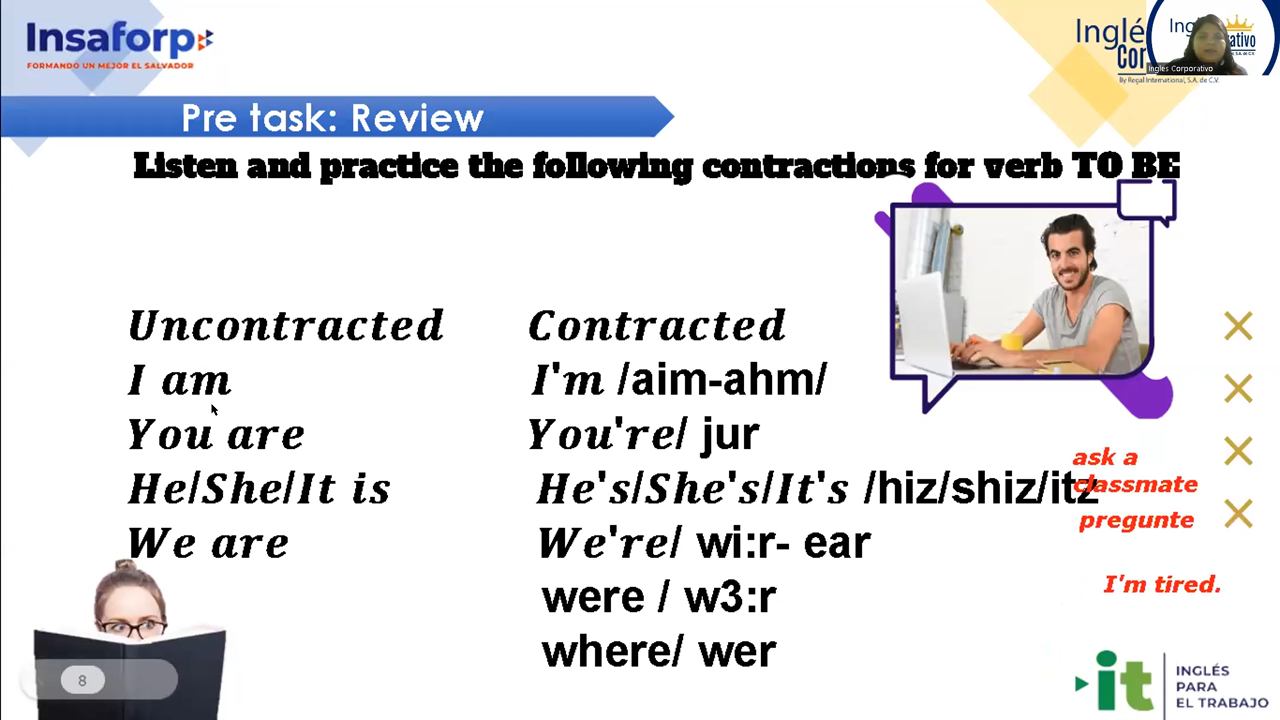 Insaforp
FORMANDO UN MEJOR EL SALVADOR
Inglés Corporativo
By Regal International, S.A. de C.V.
Pre task: Review
Listen and practice the following contractions for verb TO BE
Uncontracted Contracted
I am I'm /aim-ahm/
You are You're/ jur
He/She/It is He's/She's/It's /hiz/shiz/itz
We are We're/ wi:r- ear
were / w3:r
where/ wer
ask a
classmate
pregunte
I'm tired.
8
it
INGLÉS
PARA
EL TRABAJO